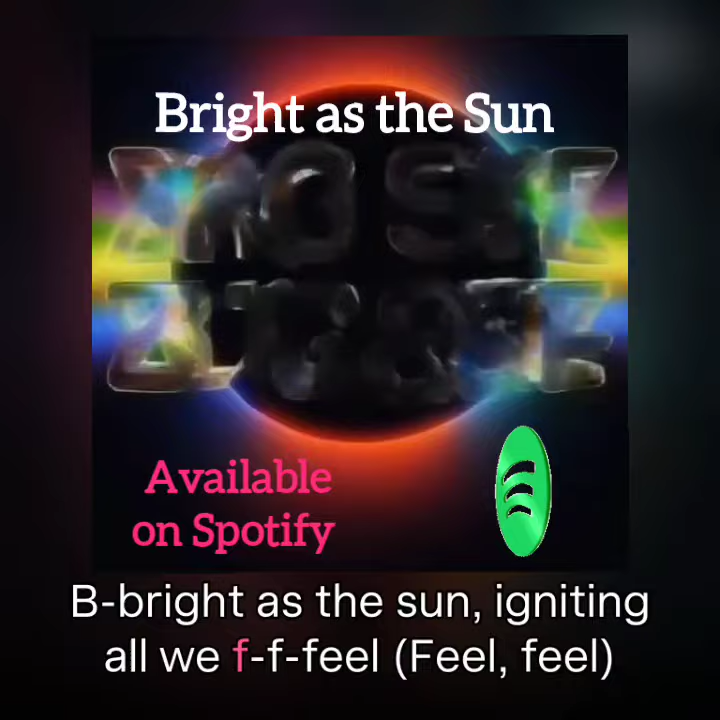 Bright as the Sun
Available
on Spotify
B-bright as the sun, igniting
all we f-f-feel (Feel, feel)